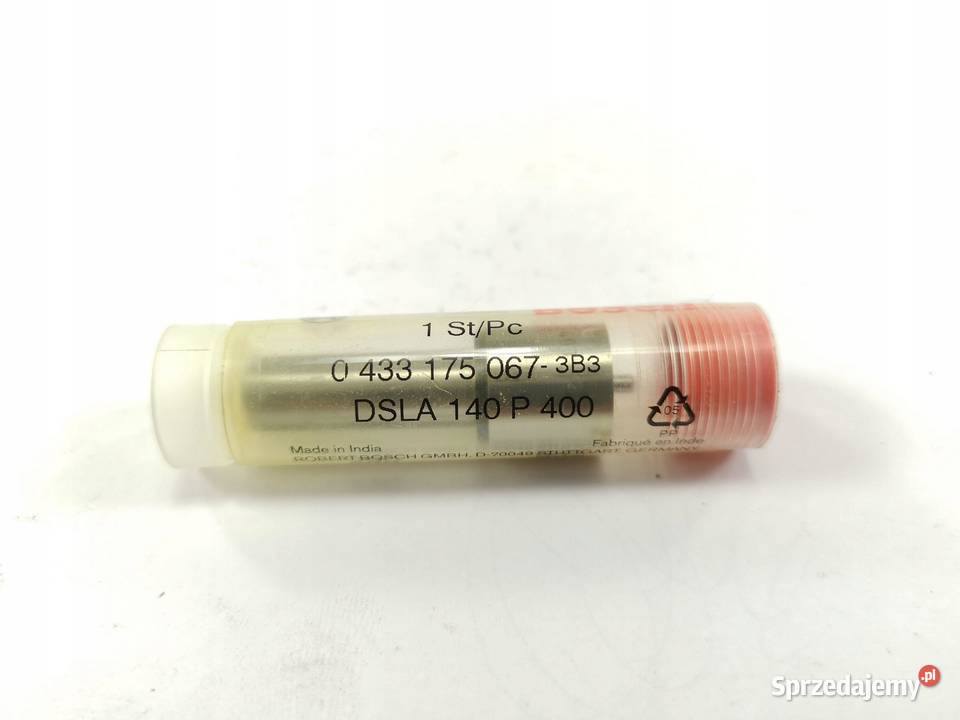 BOSCH
1 St/Pc
0 433 175 067-3B3
DSLA 140 P 400
05
PP
Made in India
Fabriqué en Inde
ROBERT BOSCH GMBH, D-70049 STUTTGART, GERMANY
Sprzedajemy.pl